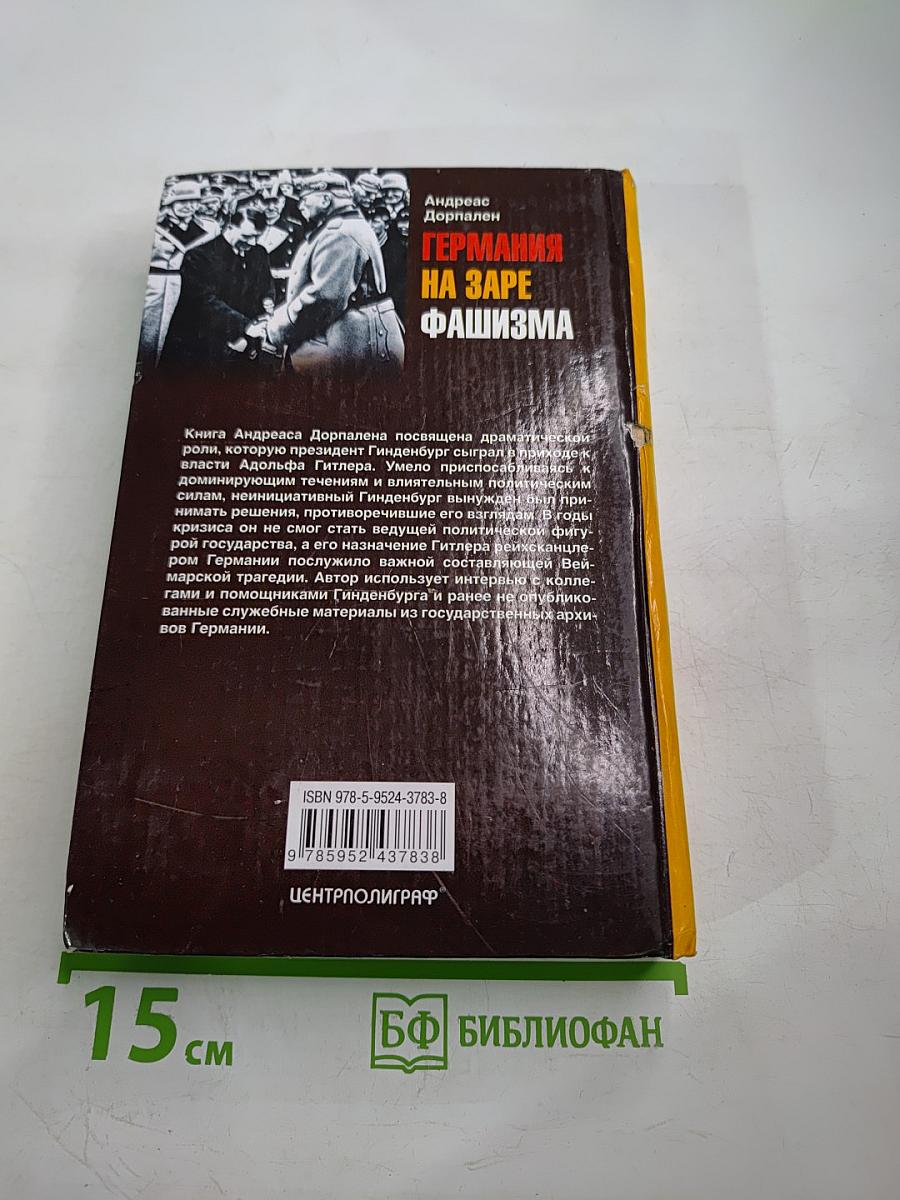 Андреас
Дорпален
ГЕРМАНИЯ
НА ЗАРЕ
ФАШИЗМА
Книга Андреаса Дорпалена посвящена драматической
роли, которую президент Гинденбург сыграл в приходе к
власти Адольфа Гитлера. Умело приспосабливаясь к
доминирующим течениям и влиятельным политическим
силам, неинициативный Гинденбург вынужден был при-
нимать решения, противоречившие его взглядам. В годы
кризиса он не смог стать ведущей политической фигу-
рой государства, а его назначение Гитлера рейхсканцле-
ром Германии послужило важной составляющей Вей-
марской трагедии. Автор использует интервью с колле-
гами и помощниками Гинденбурга и ранее не опублико-
ванные служебные материалы из государственных архи-
вов Германии.
ISBN 978-5-9524-3783-8
9 785952 437838
ЦЕНТРПОЛИГРАФ®
15 см
БФ БИБЛИОФАН